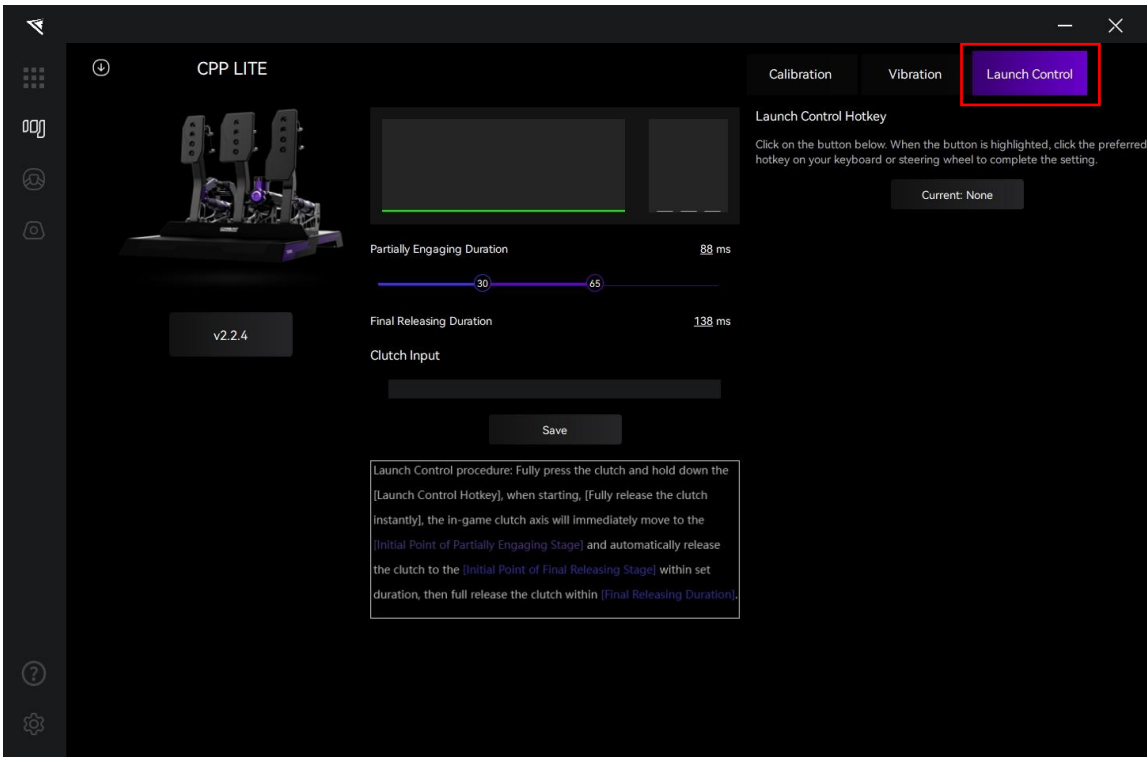 CPP LITE
Calibration
Vibration
Launch Control
Launch Control Hotkey
Click on the button below. When the button is highlighted, click the preferred
hotkey on your keyboard or steering wheel to complete the setting.
Current: None
Partially Engaging Duration
88 ms
30
65
Final Releasing Duration
138 ms
v2.2.4
Clutch Input
Save
Launch Control procedure: Fully press the clutch and hold down the
[Launch Control Hotkey], when starting, [Fully release the clutch
instantly], the in-game clutch axis will immediately move to the
[Initial Point of Partially Engaging Stage] and automatically release
the clutch to the [Initial Point of Final Releasing Stage] within set
duration, then full release the clutch within [Final Releasing Duration].